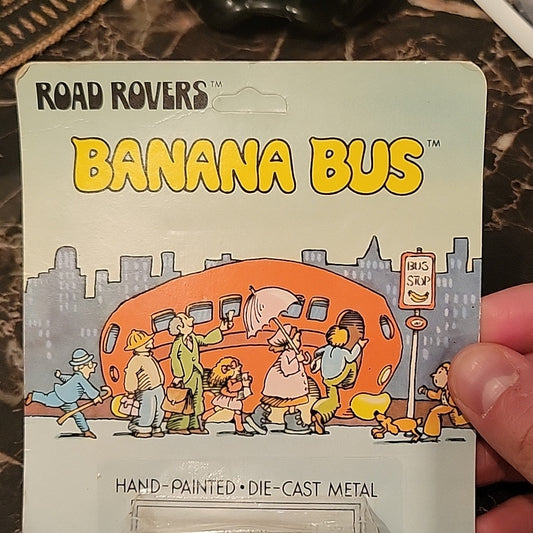 ROAD ROVERS™
BANANA BUS™
BUS
STOP
HAND-PAINTED • DIE-CAST METAL